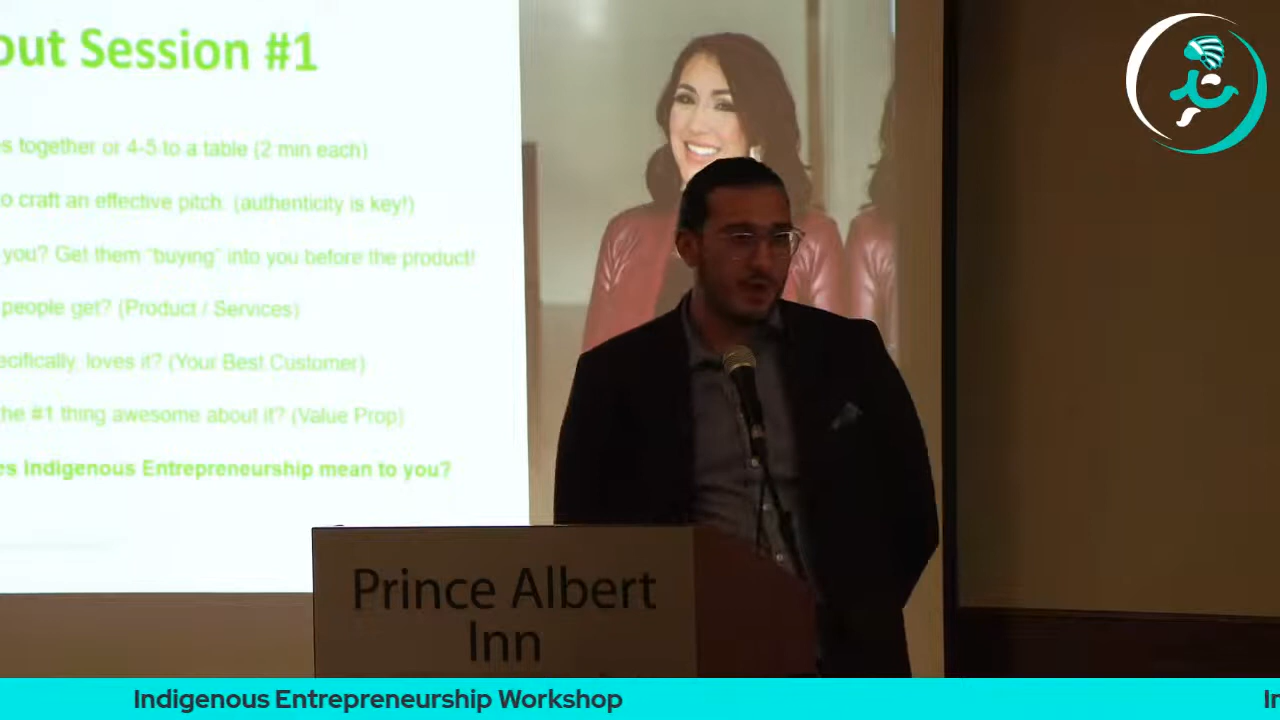 out Session #1
s together or 4-5 to a table (2 min each)
o craft an effective pitch. (authenticity is key!)
you? Get them "buying" into you before the product!
people get? (Product / Services)
ecifically, loves it? (Your Best Customer)
he #1 thing awesome about it? (Value Prop)
es Indigenous Entrepreneurship mean to you?
Prince Albert
Inn
Indigenous Entrepreneurship Workshop